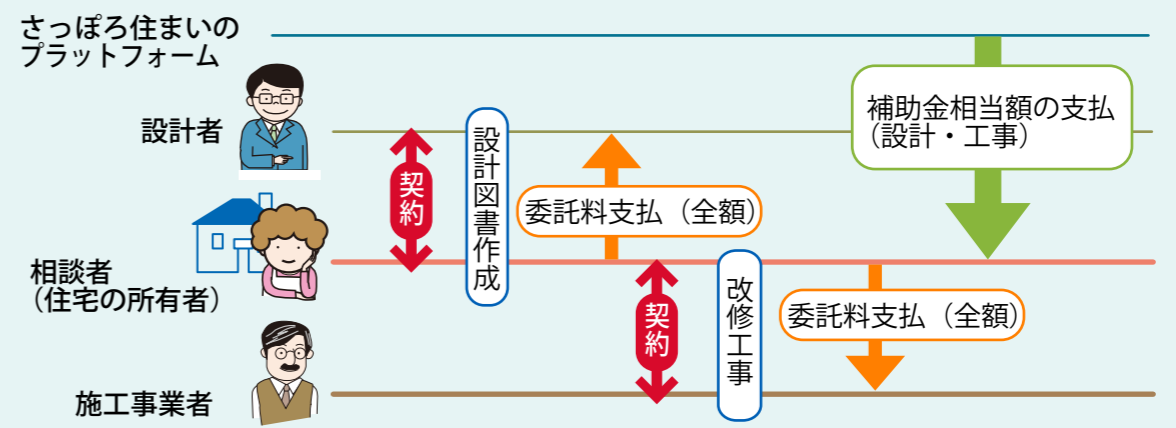 さっぽろ住まいの
プラットフォーム
設計者
相談者
（住宅の所有者）
施工事業者
契約
設計図書作成
委託料支払（全額）
契約
改修工事
委託料支払（全額）
補助金相当額の支払
（設計・工事）